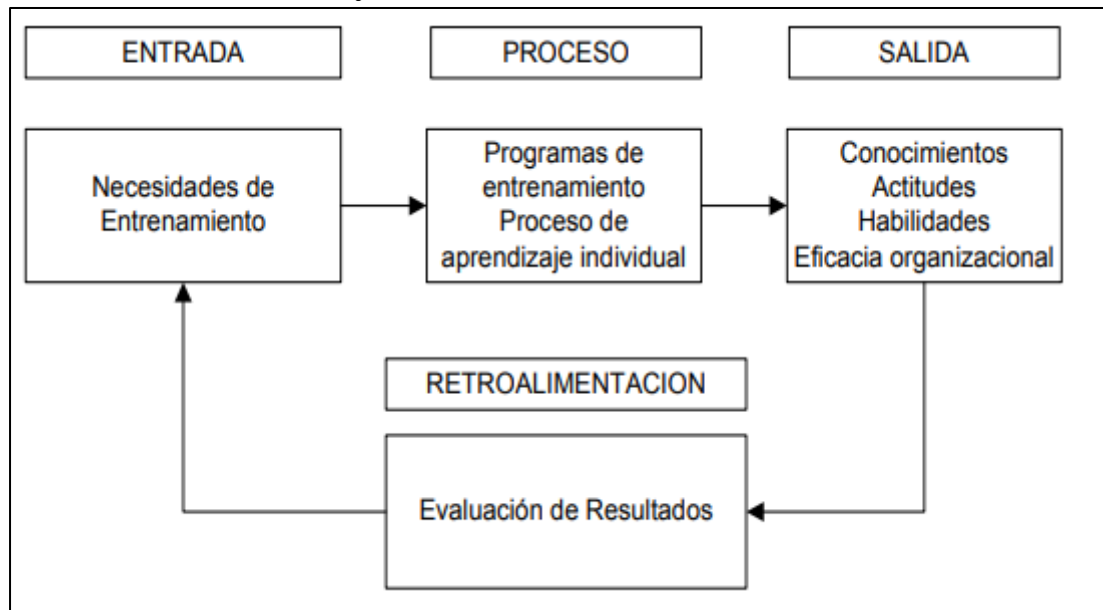 ENTRADA
PROCESO
SALIDA
Necesidades de
Entrenamiento
Programas de
entrenamiento
Proceso de
aprendizaje individual
Conocimientos
Actitudes
Habilidades
Eficacia organizacional
RETROALIMENTACION
Evaluación de Resultados